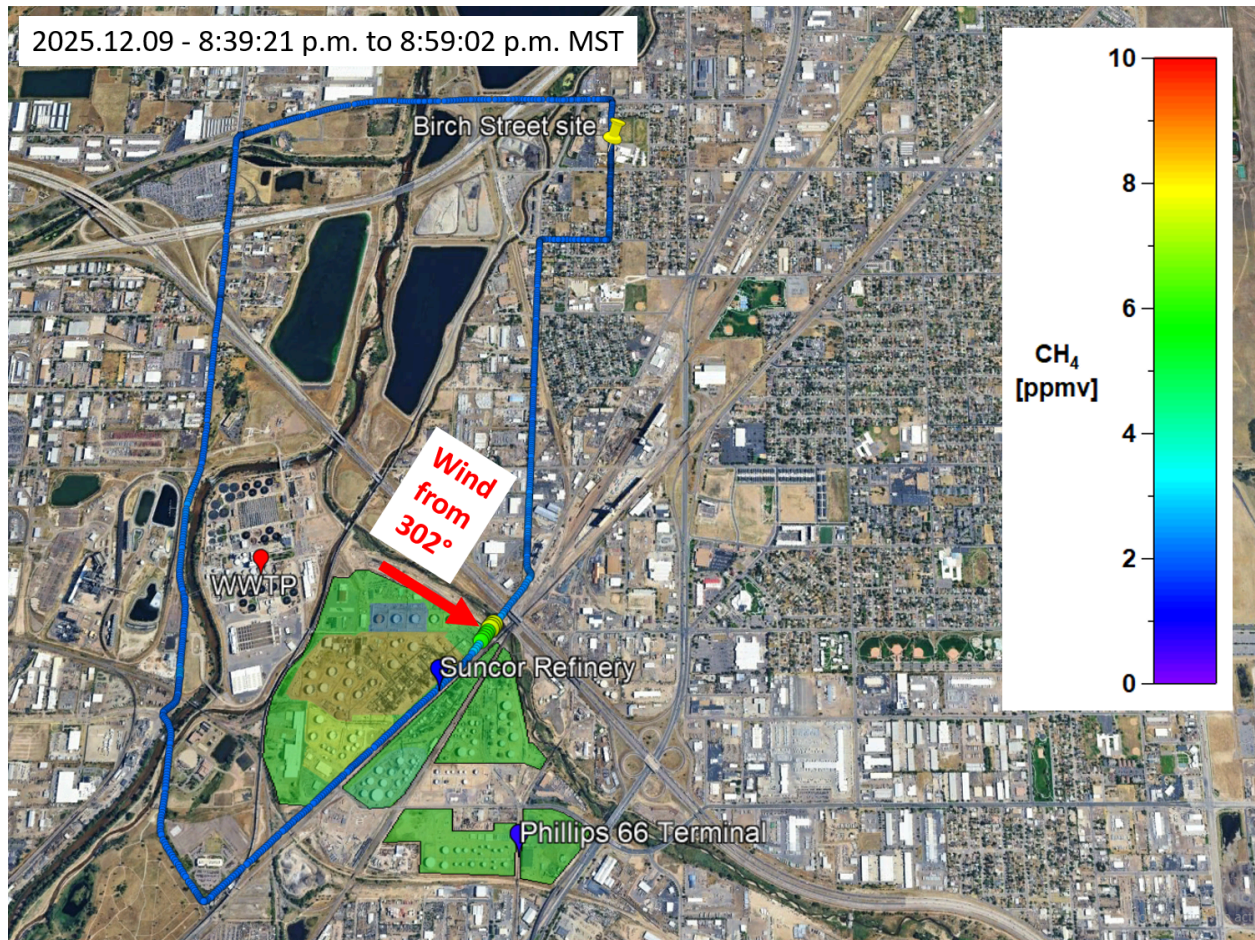 2025.12.09 - 8:39:21 p.m. to 8:59:02 p.m. MST
Birch Street site
Wind
from
302°
WWTP
Suncor Refinery
Phillips 66 Terminal
10
8
6
CH₄
[ppmv]
4
2
0